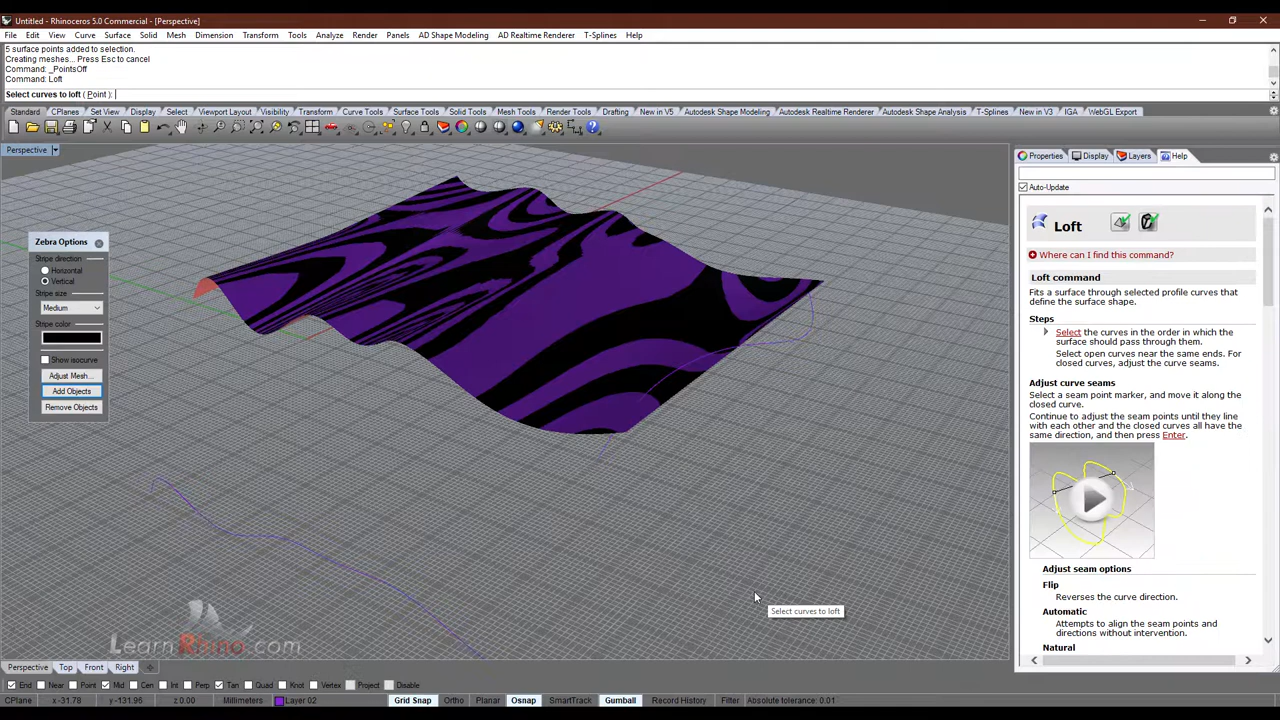 Untitled - Rhinoceros 5.0 Commercial - [Perspective]
File Edit View Curve Surface Solid Mesh Dimension Transform Tools Analyze Render Panels AD Shape Modeling AD Realtime Renderer T-Splines Help
5 surface points added to selection.
Creating meshes... Press Esc to cancel
Command: _PointsOff
Command: Loft
Select curves to loft ( Point ):
Standard CPlanes Set View Display Select Viewport Layout Visibility Transform Curve Tools Surface Tools Solid Tools Mesh Tools Render Tools Drafting New in V5 Autodesk Shape Modeling Autodesk Realtime Renderer Autodesk Shape Analysis T-Splines New in V3 IGA WebGL Export
Perspective
Properties Display Layers Help
Auto-Update
Loft
Where can I find this command?
Loft command
Fits a surface through selected profile curves that
define the surface shape.
Steps
Select the curves in the order in which the
surface should pass through them.
Select open curves near the same ends. For
closed curves, adjust the curve seams.
Adjust curve seams
Select a seam point marker, and move it along the
closed curve.
Continue to adjust the seam points until they line
with each other and the closed curves all have the
same direction, and then press Enter.
Adjust seam options
Flip
Reverses the curve direction.
Automatic
Attempts to align the seam points and
directions without intervention.
Natural
Zebra Options
Stripe direction
Horizontal
Vertical
Stripe size
Medium
Stripe color
Show isocurve
Adjust Mesh...
Add Objects
Remove Objects
Select curves to loft
LearnRhino.com
Perspective Top Front Right
End Near Point Mid Cen Int Perp Tan Quad Knot Vertex Project Disable
CPlane x -31.78 y -131.95 z 0.00 Millimeters Layer 02 Grid Snap Ortho Planar Osnap SmartTrack Gumball Record History Filter Absolute tolerance: 0.01